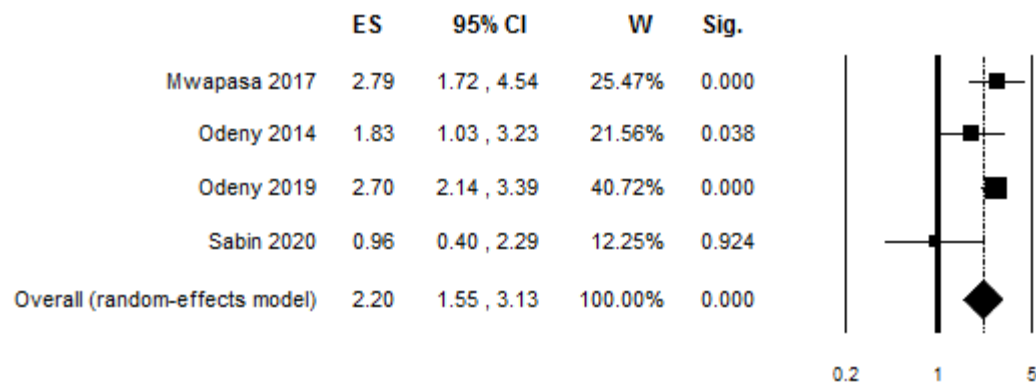 ES 95% CI W Sig.
Mwapasa 2017 2.79 1.72 , 4.54 25.47% 0.000
Odeny 2014 1.83 1.03 , 3.23 21.56% 0.038
Odeny 2019 2.70 2.14 , 3.39 40.72% 0.000
Sabin 2020 0.96 0.40 , 2.29 12.25% 0.924
Overall (random-effects model) 2.20 1.55 , 3.13 100.00% 0.000
0.2 1 5